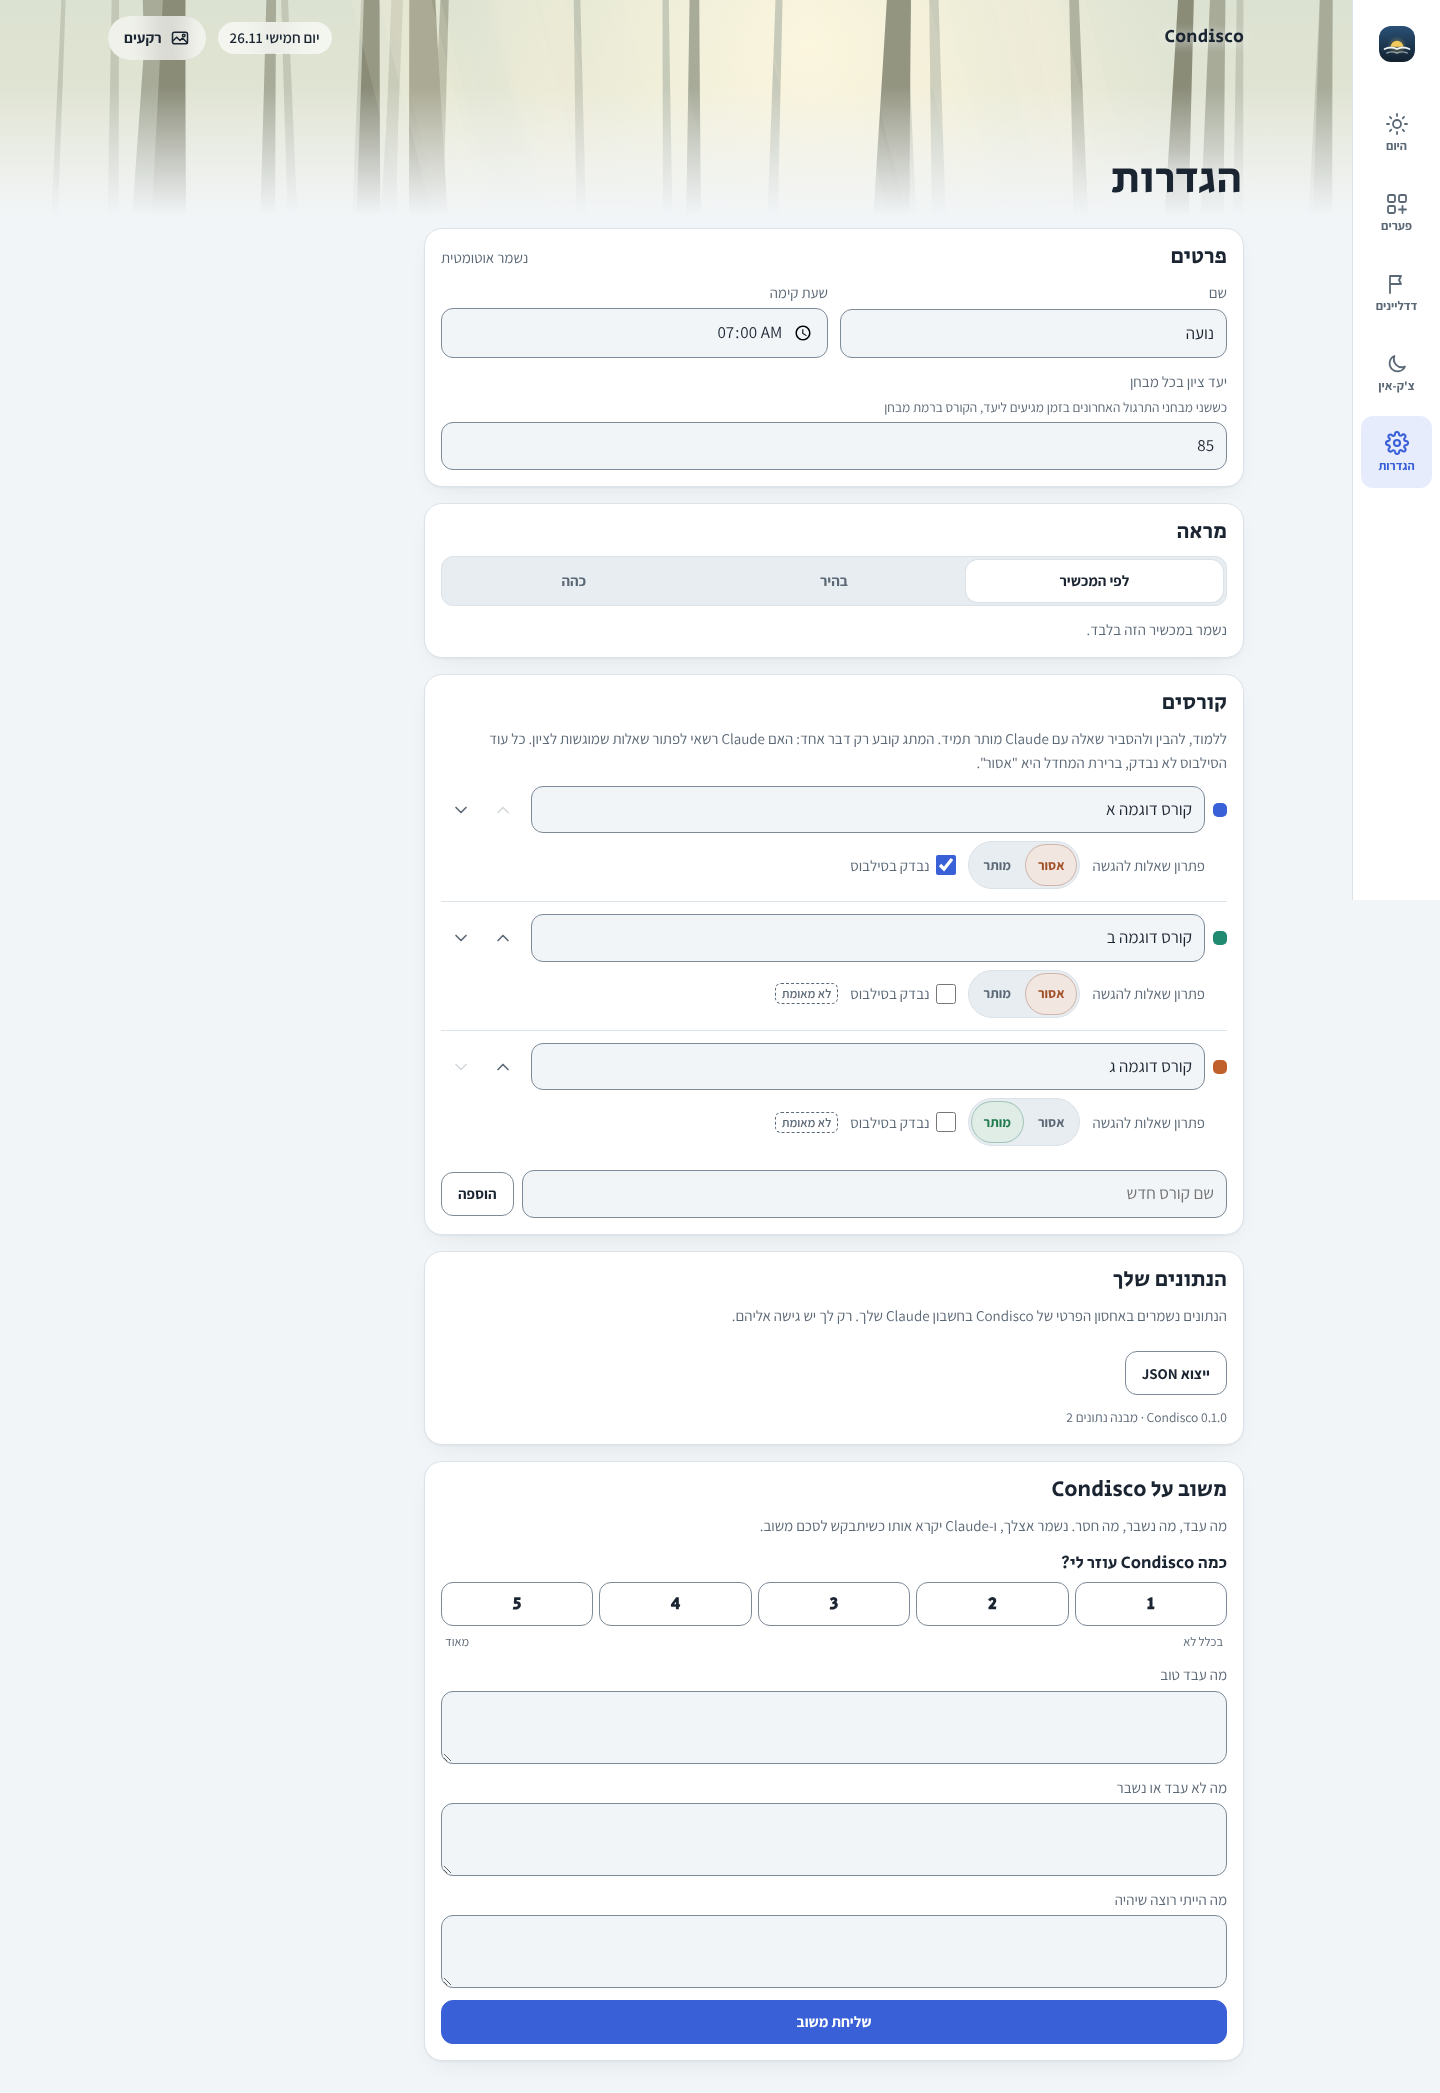 Condisco
יום חמישי 26.11
רקעים
היום
פערים
דדליינים
צ'ק-אין
הגדרות
הגדרות
פרטים
נשמר אוטומטית
שם
שעת קימה
נועה
07:00 AM
יעד ציון בכל מבחן
כששני מבחני התרגול האחרונים בזמן מגיעים ליעד, הקורס ברמת מבחן
85
מראה
לפי המכשיר
בהיר
כהה
נשמר במכשיר הזה בלבד.
קורסים
ללמוד, להבין ולהסביר שאלה עם Claude מותר תמיד. המתג קובע רק דבר אחד: האם Claude רשאי לפתור שאלות שמוגשות לציון. כל עוד
הסילבוס לא נבדק, ברירת המחדל היא "אסור".
קורס דוגמה א
פתרון שאלות להגשה
אסור
מותר
נבדק בסילבוס
קורס דוגמה ב
פתרון שאלות להגשה
אסור
מותר
נבדק בסילבוס
לא מאומת
קורס דוגמה ג
פתרון שאלות להגשה
אסור
מותר
נבדק בסילבוס
לא מאומת
שם קורס חדש
הוספה
הנתונים שלך
הנתונים נשמרים באחסון הפרטי של Condisco בחשבון Claude שלך. רק לך יש גישה אליהם.
ייצוא JSON
Condisco 0.1.0 · מבנה נתונים 2
משוב על Condisco
מה עבד, מה נשבר, מה חסר. נשמר אצלך, ו-Claude יקרא אותו כשיתבקש לסכם משוב.
כמה Condisco עוזר לי?
1
2
3
4
5
בכלל לא
מאוד
מה עבד טוב
מה לא עבד או נשבר
מה הייתי רוצה שיהיה
שליחת משוב